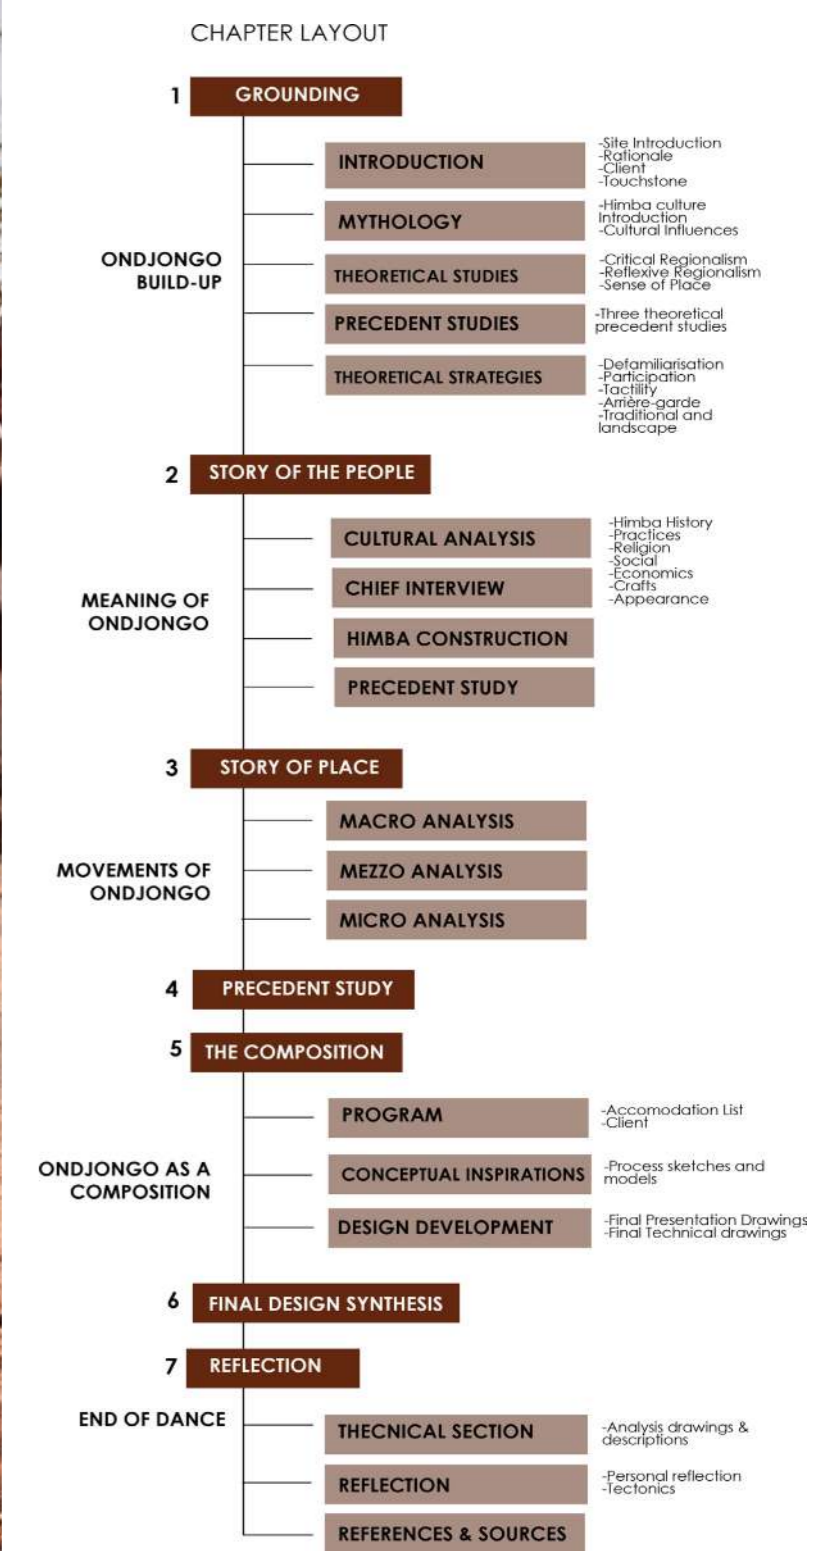 CHAPTER LAYOUT
1 GROUNDING
ONDJONGO
BUILD-UP
INTRODUCTION
-Site Introduction
-Rationale
-Client
-Touchstone
MYTHOLOGY
-Himba culture
Introduction
-Cultural Influences
THEORETICAL STUDIES
-Critical Regionalism
-Reflexive Regionalism
-Sense of Place
PRECEDENT STUDIES
-Three theoretical
precedent studies
THEORETICAL STRATEGIES
-Defamiliarisation
-Participation
-Tactility
-Arrière-garde
-Traditional and
landscape
2 STORY OF THE PEOPLE
MEANING OF
ONDJONGO
CULTURAL ANALYSIS
-Himba History
-Practices
-Religion
-Social
-Economics
-Crafts
-Appearance
CHIEF INTERVIEW
HIMBA CONSTRUCTION
PRECEDENT STUDY
3 STORY OF PLACE
MOVEMENTS OF
ONDJONGO
MACRO ANALYSIS
MEZZO ANALYSIS
MICRO ANALYSIS
4 PRECEDENT STUDY
5 THE COMPOSITION
ONDJONGO AS A
COMPOSITION
PROGRAM
-Accomodation List
-Client
CONCEPTUAL INSPIRATIONS
-Process sketches and
models
DESIGN DEVELOPMENT
-Final Presentation Drawings
-Final Technical drawings
6 FINAL DESIGN SYNTHESIS
7 REFLECTION
END OF DANCE
THECNICAL SECTION
-Analysis drawings &
descriptions
REFLECTION
-Personal reflection
-Tectonics
REFERENCES & SOURCES